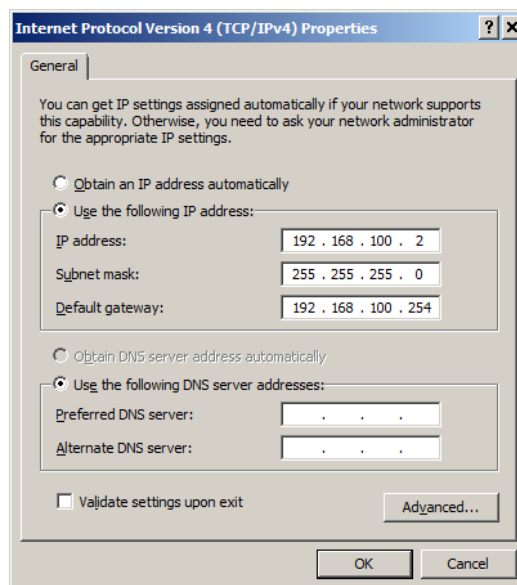 Internet Protocol Version 4 (TCP/IPv4) Properties
General
You can get IP settings assigned automatically if your network supports
this capability. Otherwise, you need to ask your network administrator
for the appropriate IP settings.
Obtain an IP address automatically
Use the following IP address:
IP address: 192 . 168 . 100 . 2
Subnet mask: 255 . 255 . 255 . 0
Default gateway: 192 . 168 . 100 . 254
Obtain DNS server address automatically
Use the following DNS server addresses:
Preferred DNS server: . . .
Alternate DNS server: . . .
Validate settings upon exit
Advanced...
OK Cancel